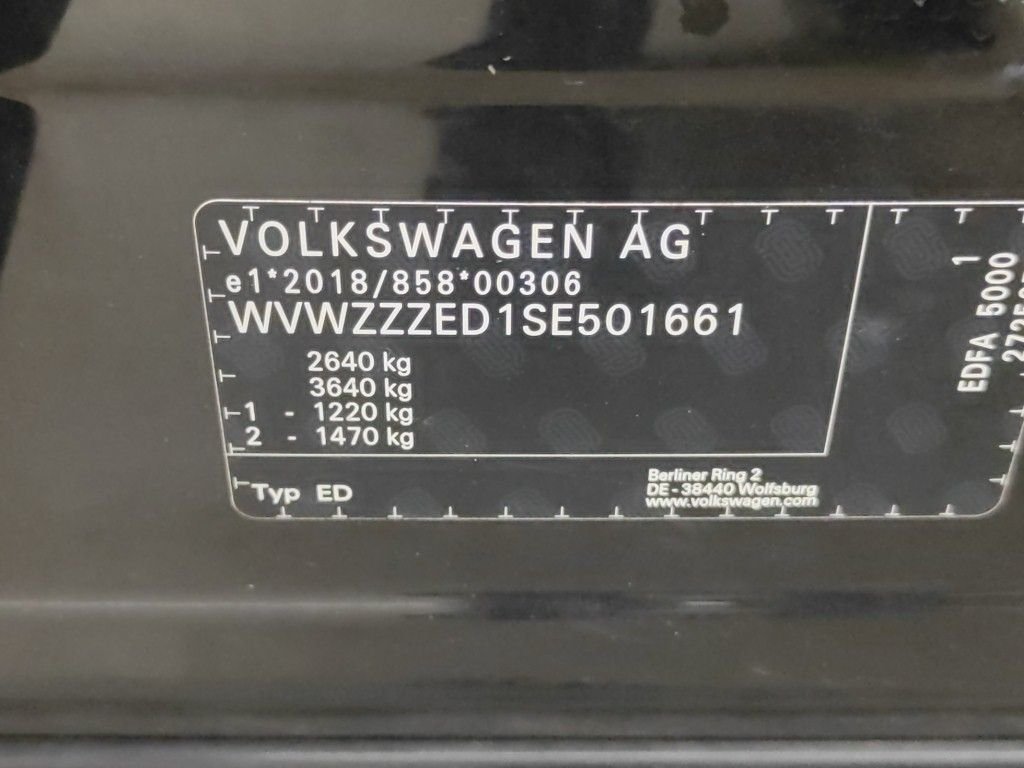 VOLKSWAGEN AG
e1*2018/858*00306
WVWZZZED1SE501661
2640 kg
3640 kg
1 - 1220 kg
2 - 1470 kg
Typ ED
Berliner Ring 2
DE - 38440 Wolfsburg
www.volkswagen.com
1
EDFA 5000